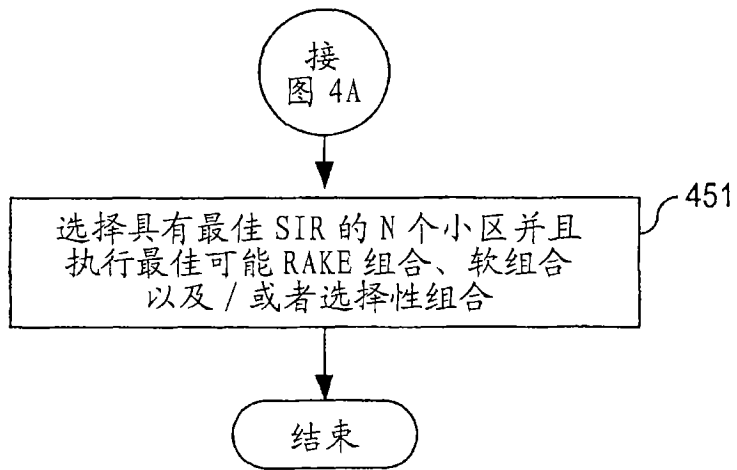 接
图 4A
451
选择具有最佳 SIR 的 N 个小区并且
执行最佳可能 RAKE 组合、软组合
以及/或者选择性组合
结束